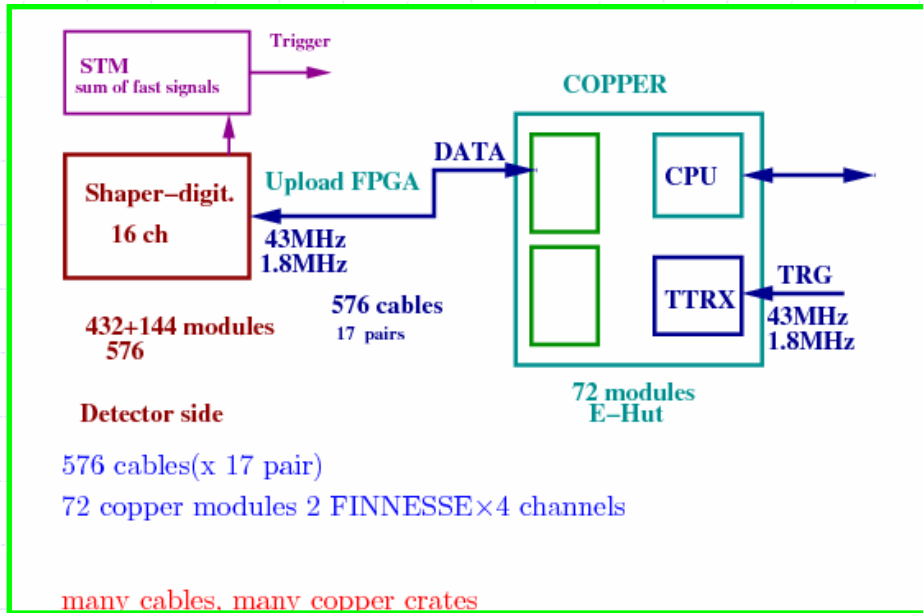 Trigger
STM
sum of fast signals
COPPER
DATA
Shaper-digit.
16 ch
Upload FPGA
43MHz
1.8MHz
CPU
TTRX
TRG
43MHz
1.8MHz
576 cables
17 pairs
432+144 modules
576
72 modules
E-Hut
Detector side
576 cables(x 17 pair)
72 copper modules 2 FINNESSE×4 channels
many cables, many copper crates